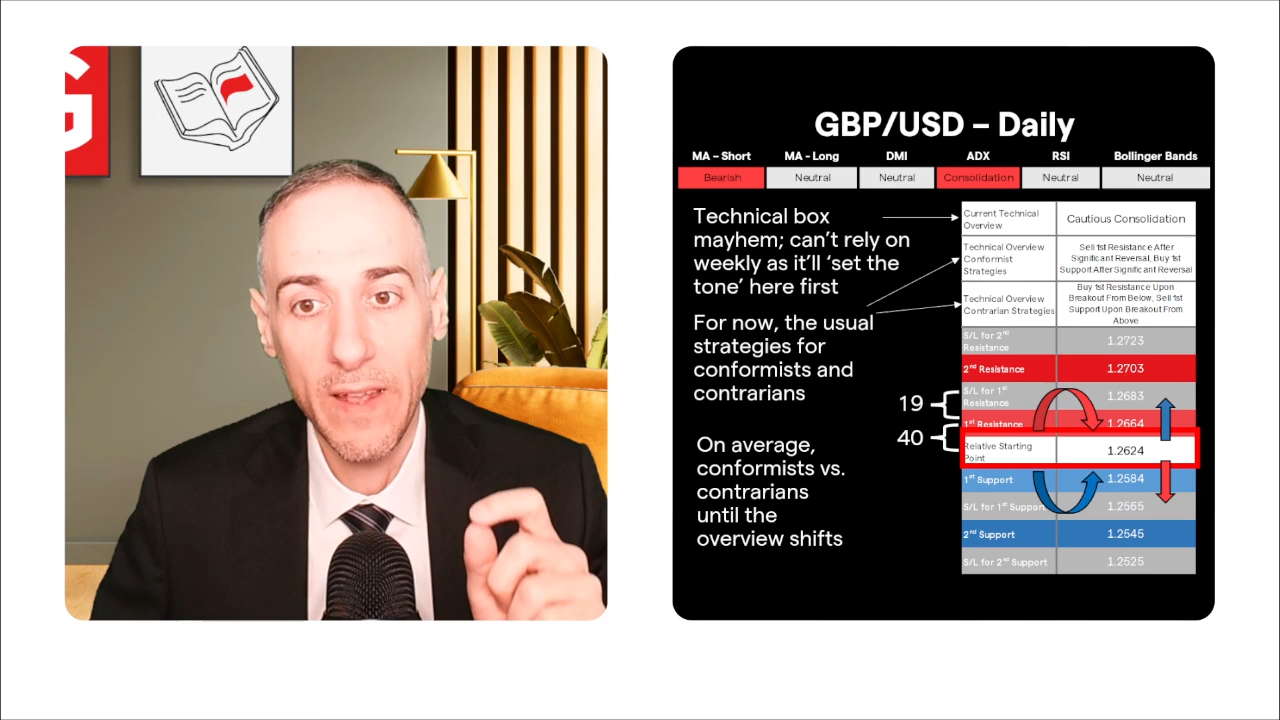 G
GBP/USD – Daily
MA – Short MA - Long DMI ADX RSI Bollinger Bands
Bearish Neutral Neutral Consolidation Neutral Neutral
Technical box
mayhem; can’t rely on
weekly as it’ll ‘set the
tone’ here first
For now, the usual
strategies for
conformists and
contrarians
19
40
On average,
conformists vs.
contrarians
until the
overview shifts
Current Technical
Overview
Cautious Consolidation
Technical Overview
Conformist
Strategies
Sell 1st Resistance After
Significant Reversal, Buy 1st
Support After Significant Reversal
Technical Overview
Contrarian Strategies
Buy 1st Resistance Upon
Breakout From Below, Sell 1st
Support Upon Breakout From
Above
S/L for 2nd
Resistance
1.2723
2nd Resistance 1.2703
S/L for 1st
Resistance
1.2683
1st Resistance 1.2664
Relative Starting
Point
1.2624
1st Support 1.2584
S/L for 1st Support 1.2565
2nd Support 1.2545
S/L for 2nd Support 1.2525